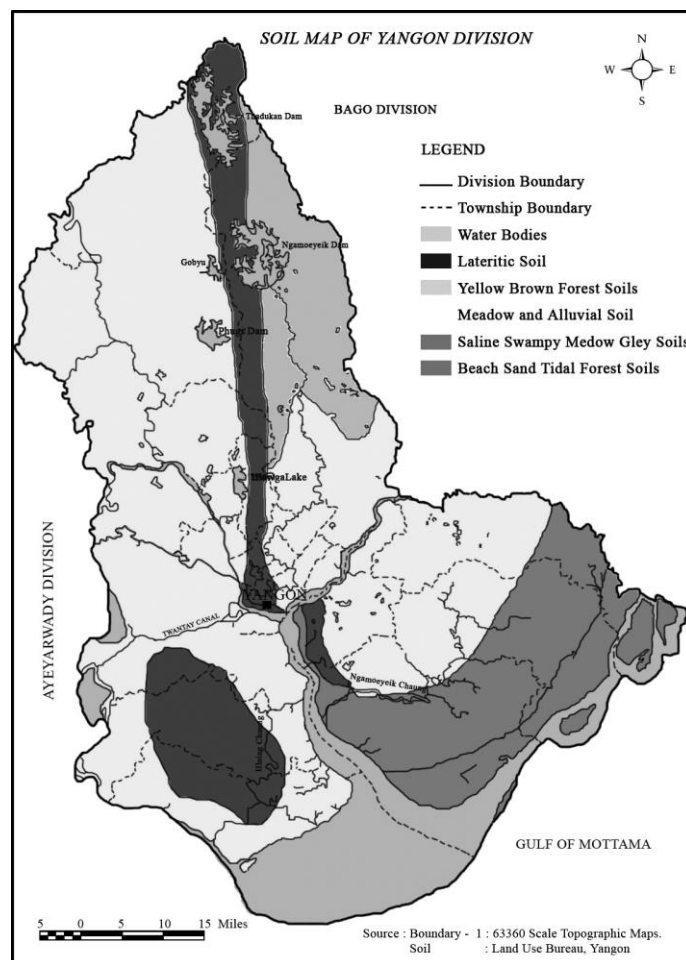 SOIL MAP OF YANGON DIVISION
N
W
E
S
BAGO DIVISION
LEGEND
Division Boundary
Township Boundary
Water Bodies
Lateritic Soil
Yellow Brown Forest Soils
Meadow and Alluvial Soil
Saline Swampy Medow Gley Soils
Beach Sand Tidal Forest Soils
Ngamoeyeik Dam
Gobyu
Dam
YANGON
AYEYARWADY DIVISION
TWANTAY CANAL
Ngamoeyeik Chaung
Chaung
GULF OF MOTTAMA
5 0 5 10 15 Miles
Source : Boundary - 1 : 63360 Scale Topographic Maps.
Soil : Land Use Bureau, Yangon